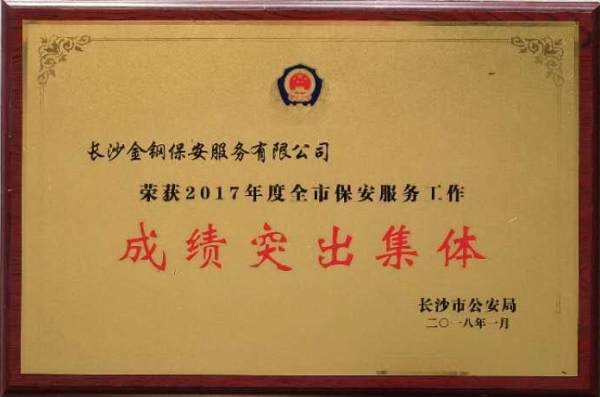 长沙金钢保安服务有限公司
荣获2017年度全市保安服务工作
成绩突出集体
长沙市公安局
二〇一八年一月